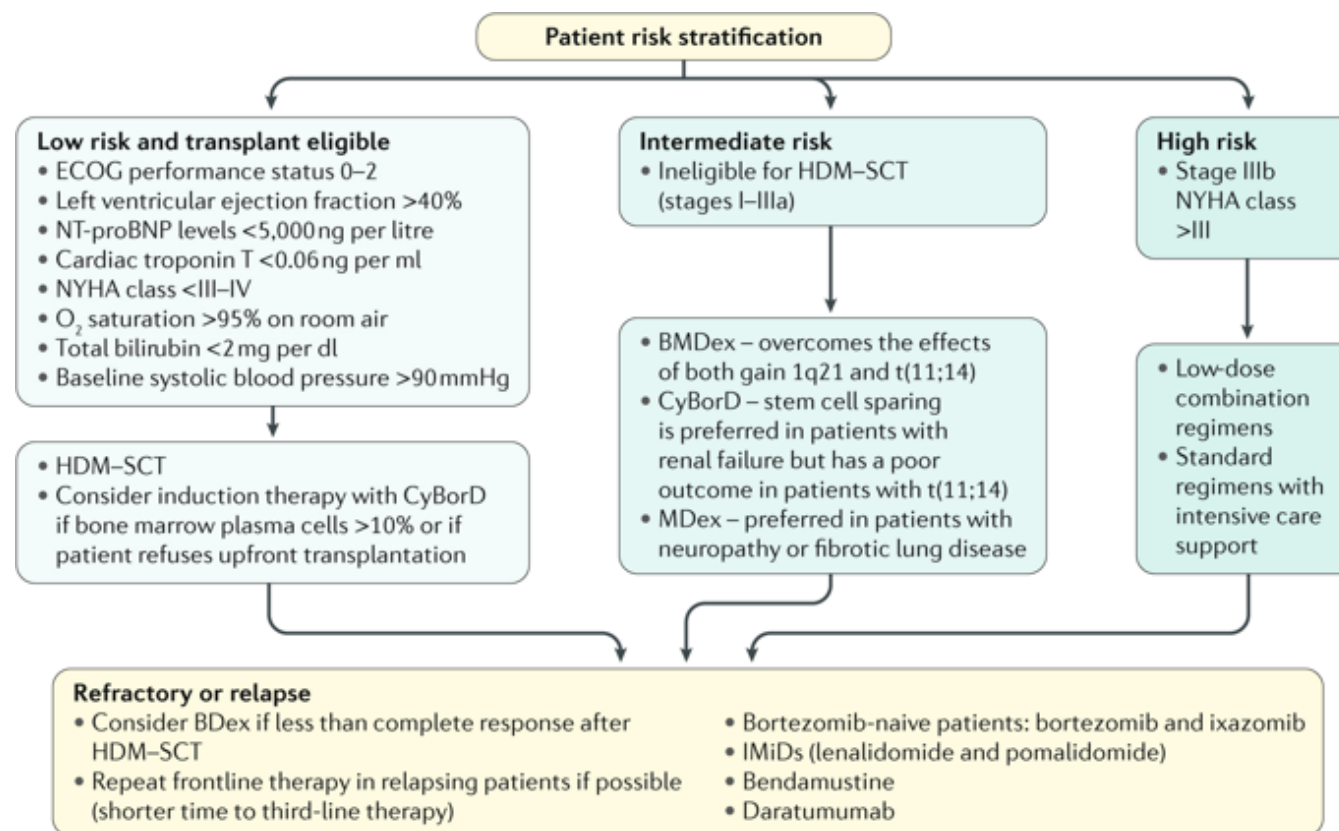 Patient risk stratification
Low risk and transplant eligible
• ECOG performance status 0–2
• Left ventricular ejection fraction >40%
• NT-proBNP levels <5,000 ng per litre
• Cardiac troponin T <0.06 ng per ml
• NYHA class <III–IV
• O₂ saturation >95% on room air
• Total bilirubin <2 mg per dl
• Baseline systolic blood pressure >90 mmHg
Intermediate risk
• Ineligible for HDM–SCT
(stages I–IIIa)
High risk
• Stage IIIb
NYHA class
>III
• HDM–SCT
• Consider induction therapy with CyBorD
if bone marrow plasma cells >10% or if
patient refuses upfront transplantation
• BMDex – overcomes the effects
of both gain 1q21 and t(11;14)
• CyBorD – stem cell sparing
is preferred in patients with
renal failure but has a poor
outcome in patients with t(11;14)
• MDex – preferred in patients with
neuropathy or fibrotic lung disease
• Low-dose
combination
regimens
• Standard
regimens with
intensive care
support
Refractory or relapse
• Consider BDex if less than complete response after
HDM–SCT
• Repeat frontline therapy in relapsing patients if possible
(shorter time to third-line therapy)
• Bortezomib-naive patients: bortezomib and ixazomib
• IMiDs (lenalidomide and pomalidomide)
• Bendamustine
• Daratumumab